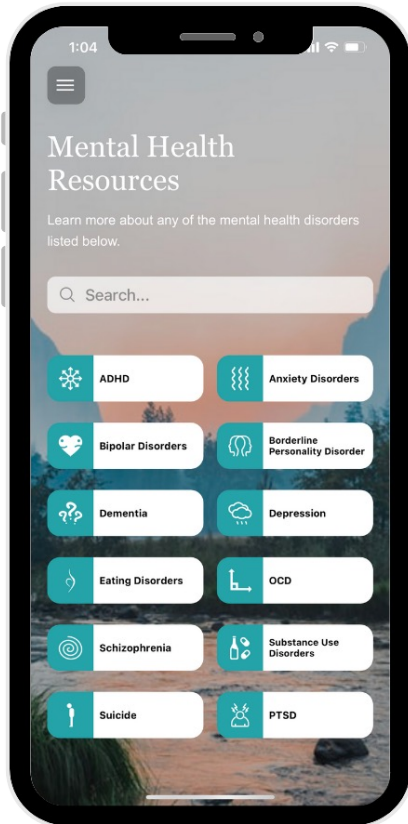 1:04
Mental Health
Resources
Learn more about any of the mental health disorders
listed below.
Search...
ADHD
Anxiety Disorders
Bipolar Disorders
Borderline
Personality Disorder
Dementia
Depression
Eating Disorders
OCD
Schizophrenia
Substance Use
Disorders
Suicide
PTSD